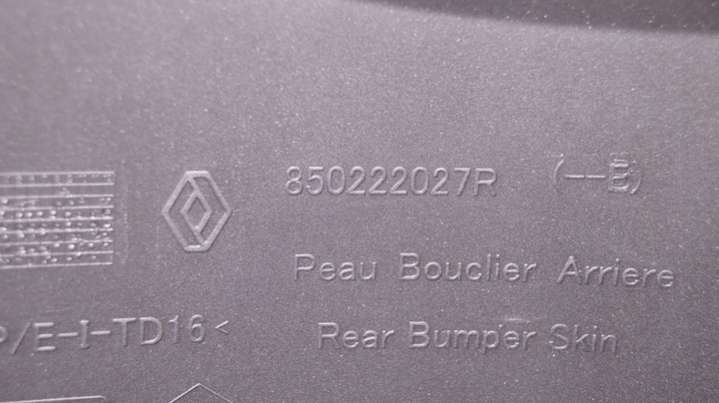 850222027R (--B)
Peau Bouclier Arriere
P/E-I-TD16<
Rear Bumper Skin